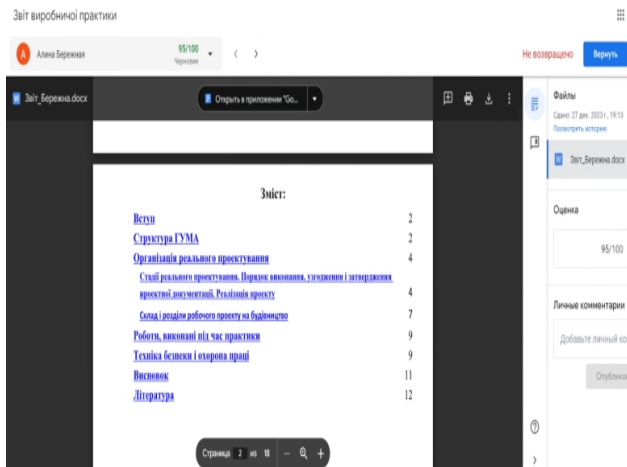 Звіт виробничої практики
А
Алина Бережная
95/100
Черновик
Не возвращено
Вернуть
Звіт_Бережна.docx
Открыть в приложении "Go...
Зміст:
Вступ 2
Структура ГУМА 2
Організація реального проектування 4
Стадії реального проектування. Порядок виконання, узгодження і затвердження
проектної документації. Реалізація проекту 4
Склад і розділи робочого проекту на будівництво 7
Роботи, виконані під час практики 9
Техніка безпеки і охорона праці 9
Висновок 11
Література 12
Страница 2 из 18
Файлы
Сдано: 27 дек. 2023 г., 19:13
Посмотреть историю
Звіт_Бережна.docx
Оценка
95/100
Личные комментарии
Добавьте личный ко
Опублико